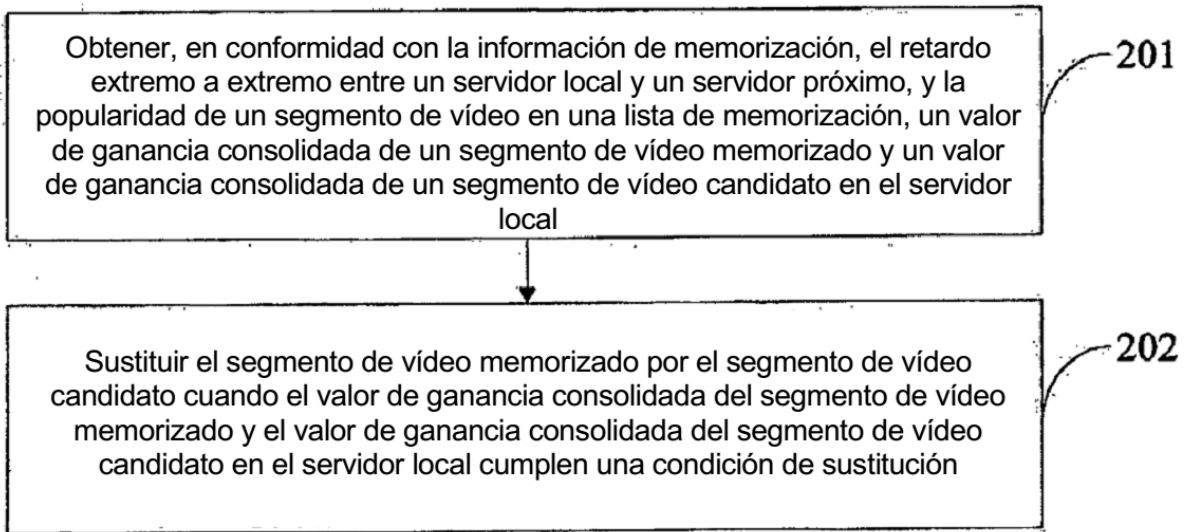 Obtener, en conformidad con la información de memorización, el retardo
extremo a extremo entre un servidor local y un servidor próximo, y la
popularidad de un segmento de vídeo en una lista de memorización, un valor
de ganancia consolidada de un segmento de vídeo memorizado y un valor
de ganancia consolidada de un segmento de vídeo candidato en el servidor
local
201
Sustituir el segmento de vídeo memorizado por el segmento de vídeo
candidato cuando el valor de ganancia consolidada del segmento de vídeo
memorizado y el valor de ganancia consolidada del segmento de vídeo
candidato en el servidor local cumplen una condición de sustitución
202